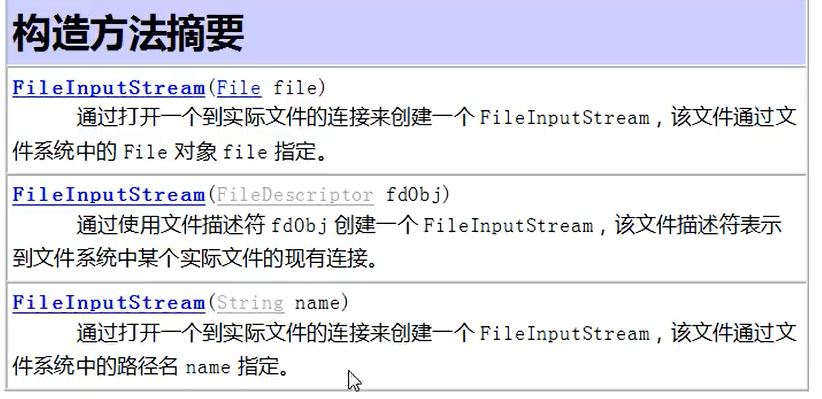 构造方法摘要
FileInputStream(File file)
通过打开一个到实际文件的连接来创建一个 FileInputStream，该文件通过文
件系统中的 File 对象 file 指定。
FileInputStream(FileDescriptor fdObj)
通过使用文件描述符 fdObj 创建一个 FileInputStream，该文件描述符表示
到文件系统中某个实际文件的现有连接。
FileInputStream(String name)
通过打开一个到实际文件的连接来创建一个 FileInputStream，该文件通过文
件系统中的路径名 name 指定。